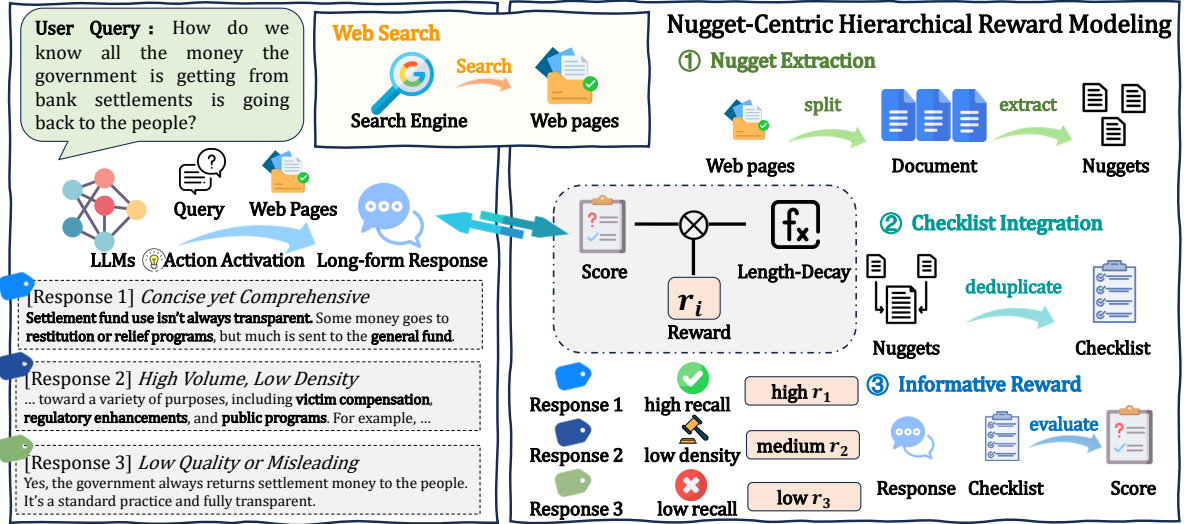 User Query : How do we
know all the money the
government is getting from
bank settlements is going
back to the people?
Web Search
Search
Search Engine
Web pages
Query
Web Pages
LLMs
Action Activation
Long-form Response
[Response 1] Concise yet Comprehensive
Settlement fund use isn't always transparent. Some money goes to
restitution or relief programs, but much is sent to the general fund.
[Response 2] High Volume, Low Density
... toward a variety of purposes, including victim compensation,
regulatory enhancements, and public programs. For example, ...
[Response 3] Low Quality or Misleading
Yes, the government always returns settlement money to the people.
It's a standard practice and fully transparent.
Nugget-Centric Hierarchical Reward Modeling
① Nugget Extraction
split
extract
Web pages
Document
Nuggets
Score
fx
Length-Decay
ri
Reward
② Checklist Integration
deduplicate
Nuggets
Checklist
Response 1
high recall
high r1
Response 2
low density
medium r2
Response 3
low recall
low r3
③ Informative Reward
evaluate
Response
Checklist
Score